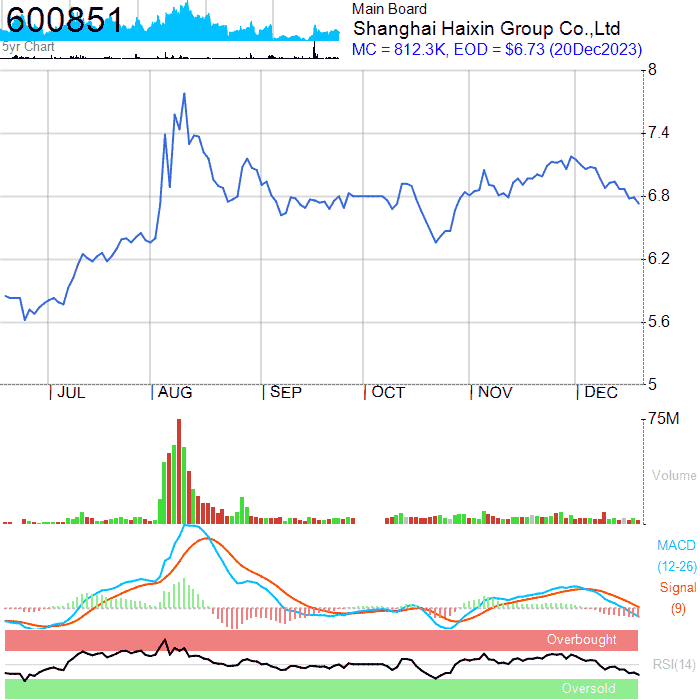 600851
5yr Chart
Main Board
Shanghai Haixin Group Co.,Ltd
MC = 812.3K, EOD = $6.73 (20Dec2023)
8
7.4
6.8
6.2
5.6
5
JUL AUG SEP OCT NOV DEC
75M
Volume
MACD
(12-26)
Signal
(9)
Overbought
RSI(14)
Oversold